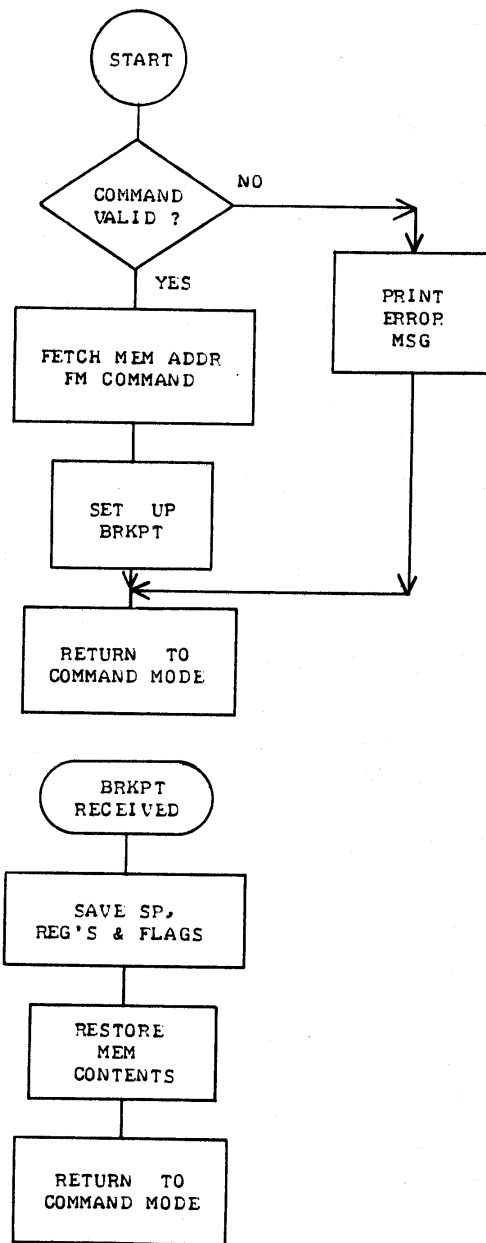 START
COMMAND
VALID ?
NO
YES
PRINT
ERROR
MSG
FETCH MEM ADDR
FM COMMAND
SET UP
BRKPT
RETURN TO
COMMAND MODE
BRKPT
RECEIVED
SAVE SP,
REG'S & FLAGS
RESTORE
MEM
CONTENTS
RETURN TO
COMMAND MODE